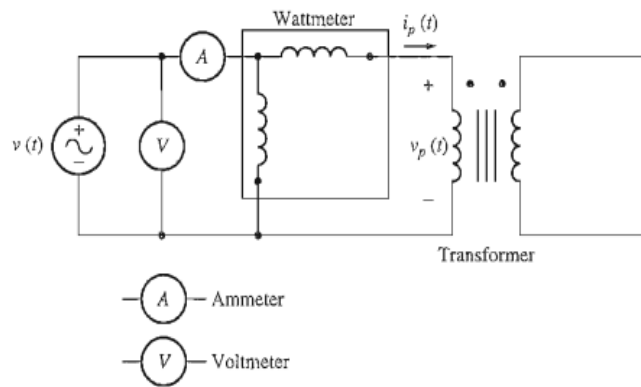 Wattmeter
i_p (t)
A
+
+
v (t)
−
V
v_p (t)
−
Transformer
A Ammeter
V Voltmeter